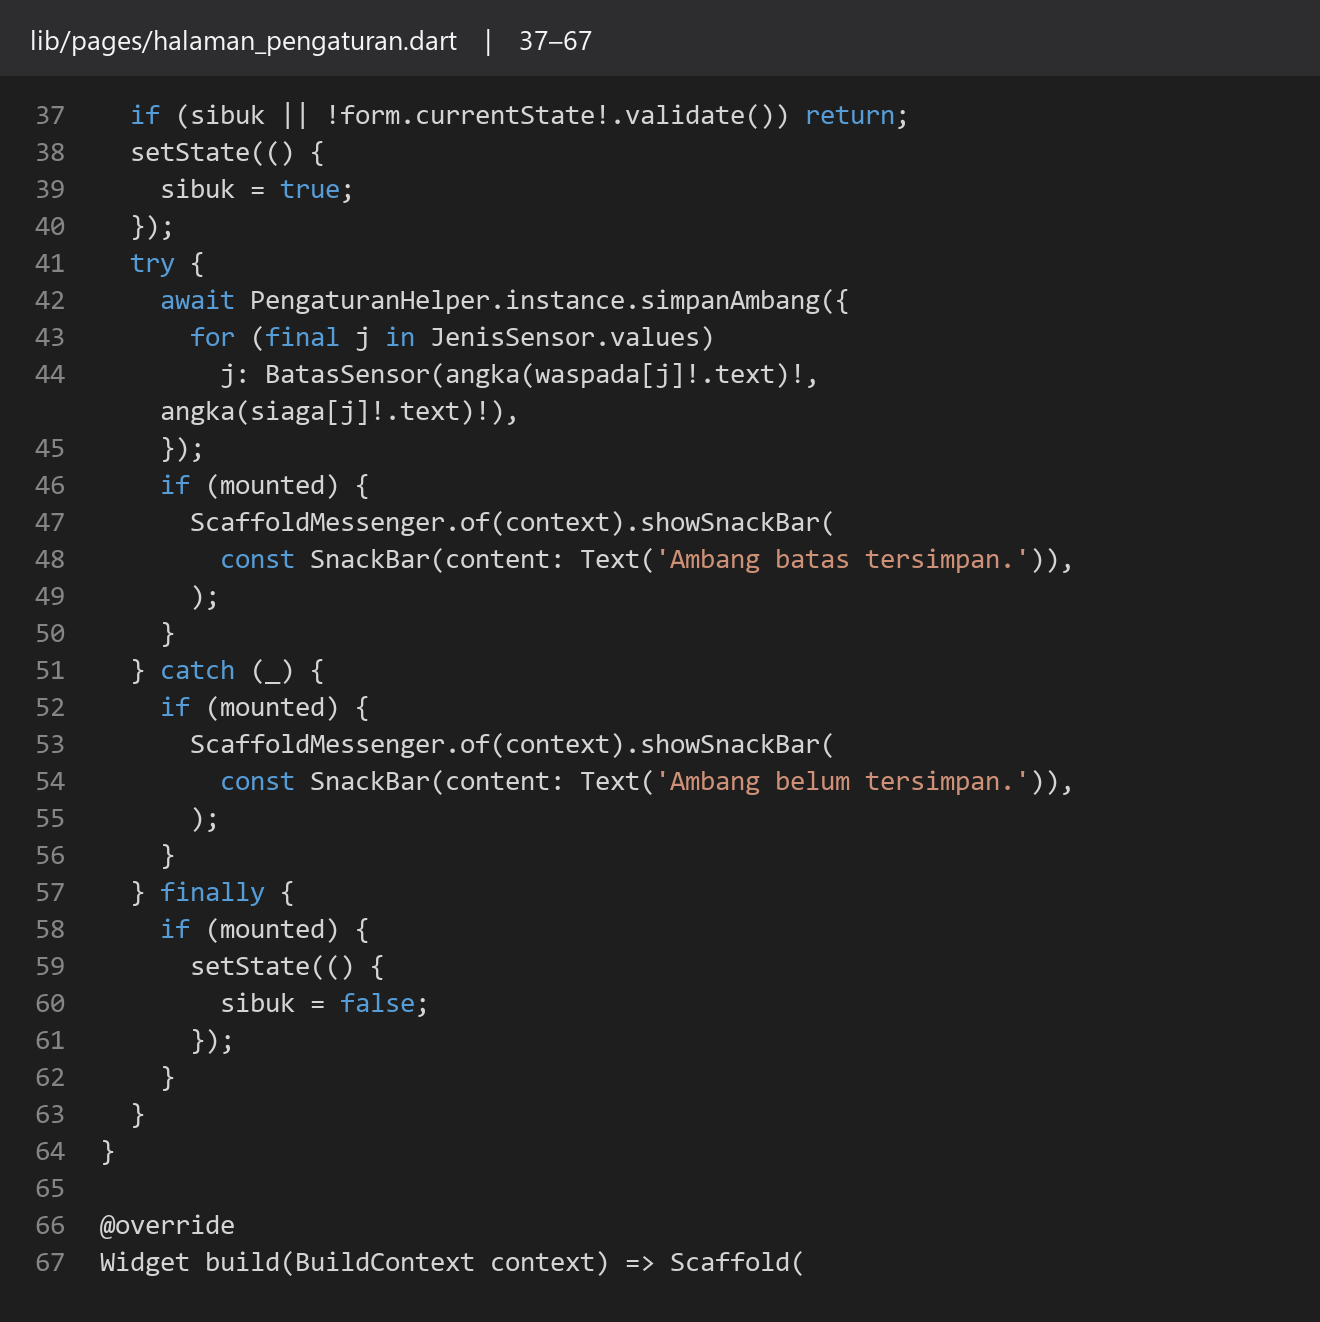 lib/pages/halaman_pengaturan.dart | 37–67
37 if (sibuk || !form.currentState!.validate()) return;
38 setState(() {
39 sibuk = true;
40 });
41 try {
42 await PengaturanHelper.instance.simpanAmbang({
43 for (final j in JenisSensor.values)
44 j: BatasSensor(angka(waspada[j]!.text)!,
angka(siaga[j]!.text)!),
45 });
46 if (mounted) {
47 ScaffoldMessenger.of(context).showSnackBar(
48 const SnackBar(content: Text('Ambang batas tersimpan.')),
49 );
50 }
51 } catch (_) {
52 if (mounted) {
53 ScaffoldMessenger.of(context).showSnackBar(
54 const SnackBar(content: Text('Ambang belum tersimpan.')),
55 );
56 }
57 } finally {
58 if (mounted) {
59 setState(() {
60 sibuk = false;
61 });
62 }
63 }
64 }
65
66 @override
67 Widget build(BuildContext context) => Scaffold(